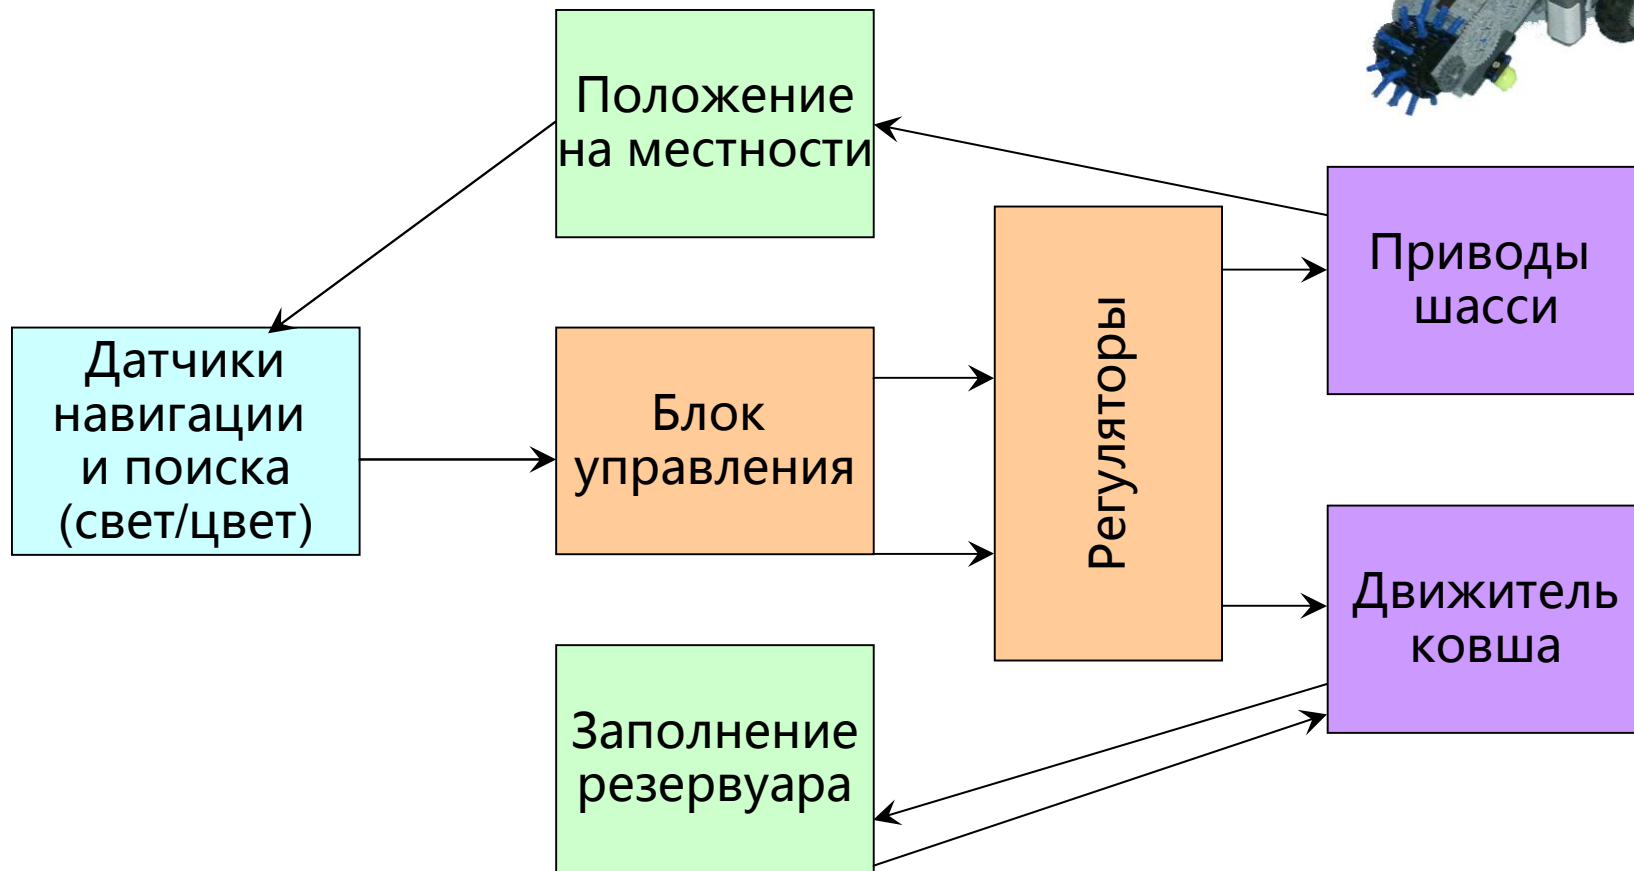 Положение
на местности
Приводы
шасси
Регуляторы
Датчики
навигации
и поиска
(свет/цвет)
Блок
управления
Движитель
ковша
Заполнение
резервуара